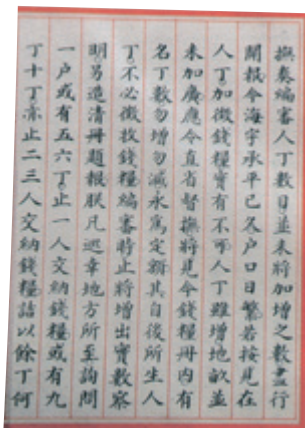 撫奏編審人丁數目並未將加增之數盡行
開報今海宇承平已久户口日繁若按見在
人丁加徵錢糧實有不可人丁雖增地畝並
未加廣應令直省督撫將見今錢糧冊內有
名丁數勿增勿減永爲定額其自後所生人
丁不必徵收錢糧編審時止將增出實數察
明另造清冊題報朕凡巡幸地方所至詢問
一户或有五六丁止一人交納錢糧或有九
丁十丁亦止二三人交納錢糧詰以餘丁何